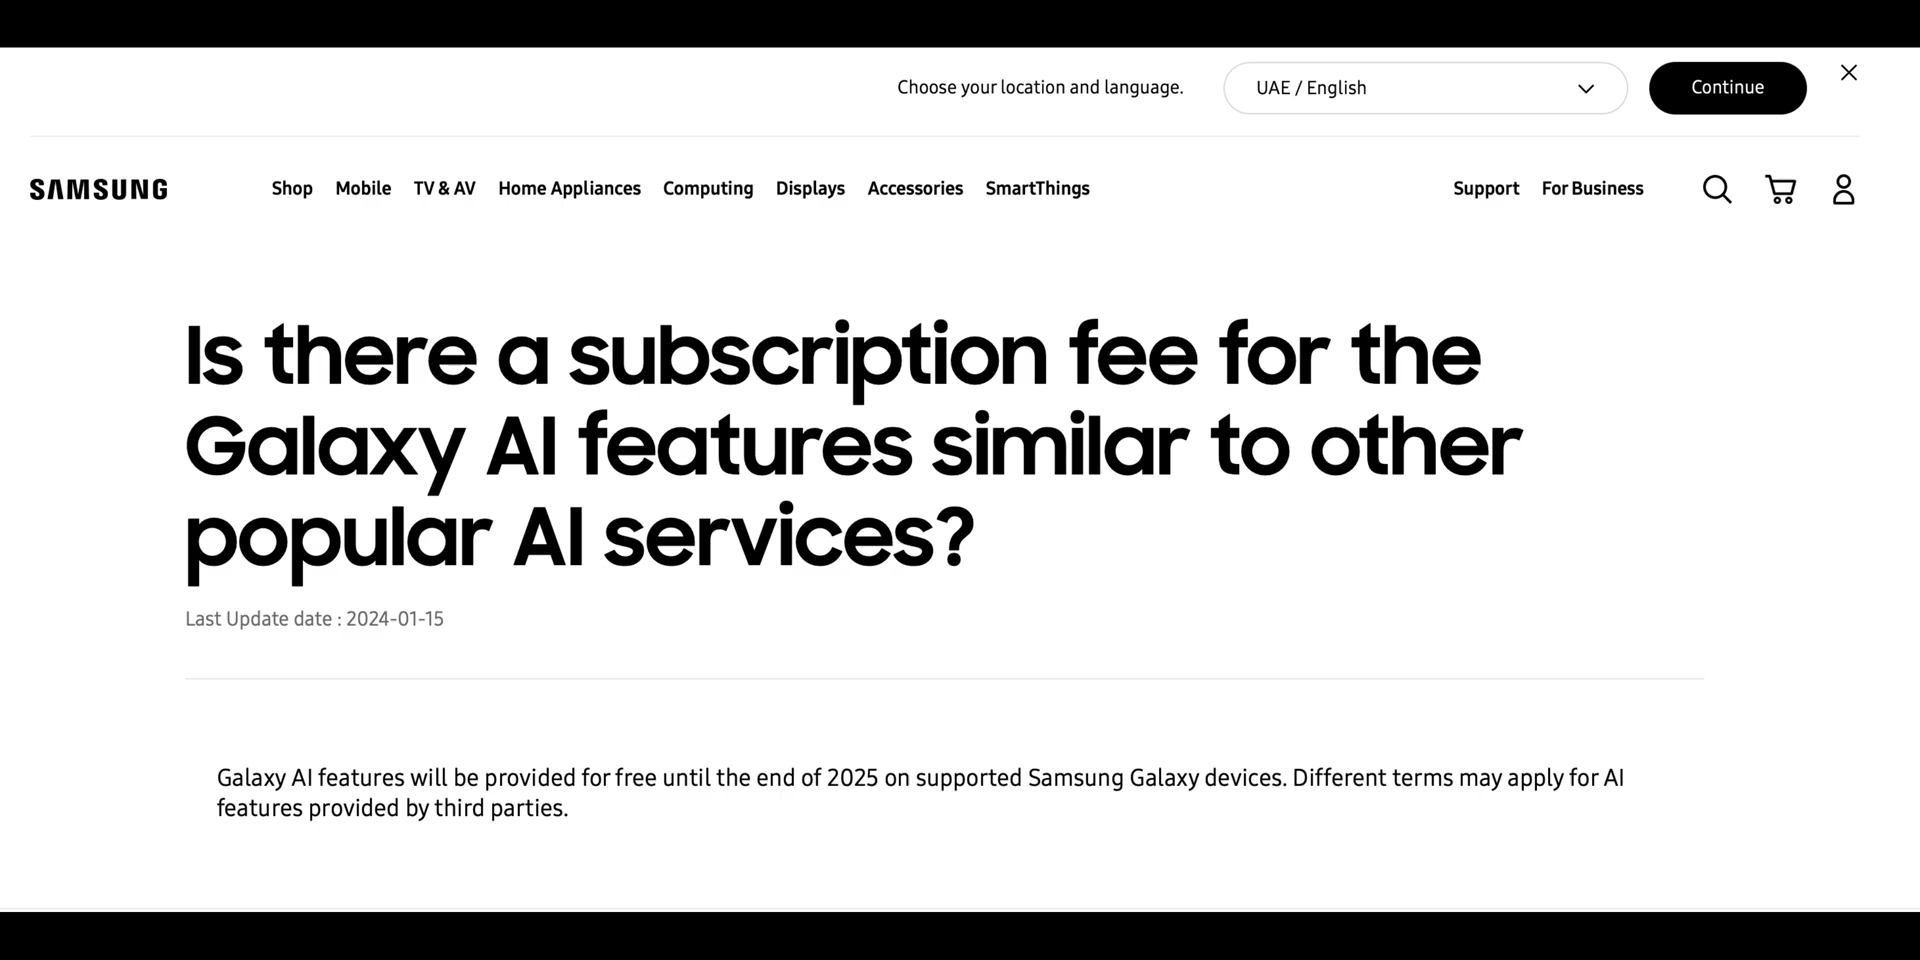 Choose your location and language.
UAE / English
Continue
SAMSUNG
Shop Mobile TV & AV Home Appliances Computing Displays Accessories SmartThings
Support For Business
Is there a subscription fee for the
Galaxy AI features similar to other
popular AI services?
Last Update date : 2024-01-15
Galaxy AI features will be provided for free until the end of 2025 on supported Samsung Galaxy devices. Different terms may apply for AI
features provided by third parties.